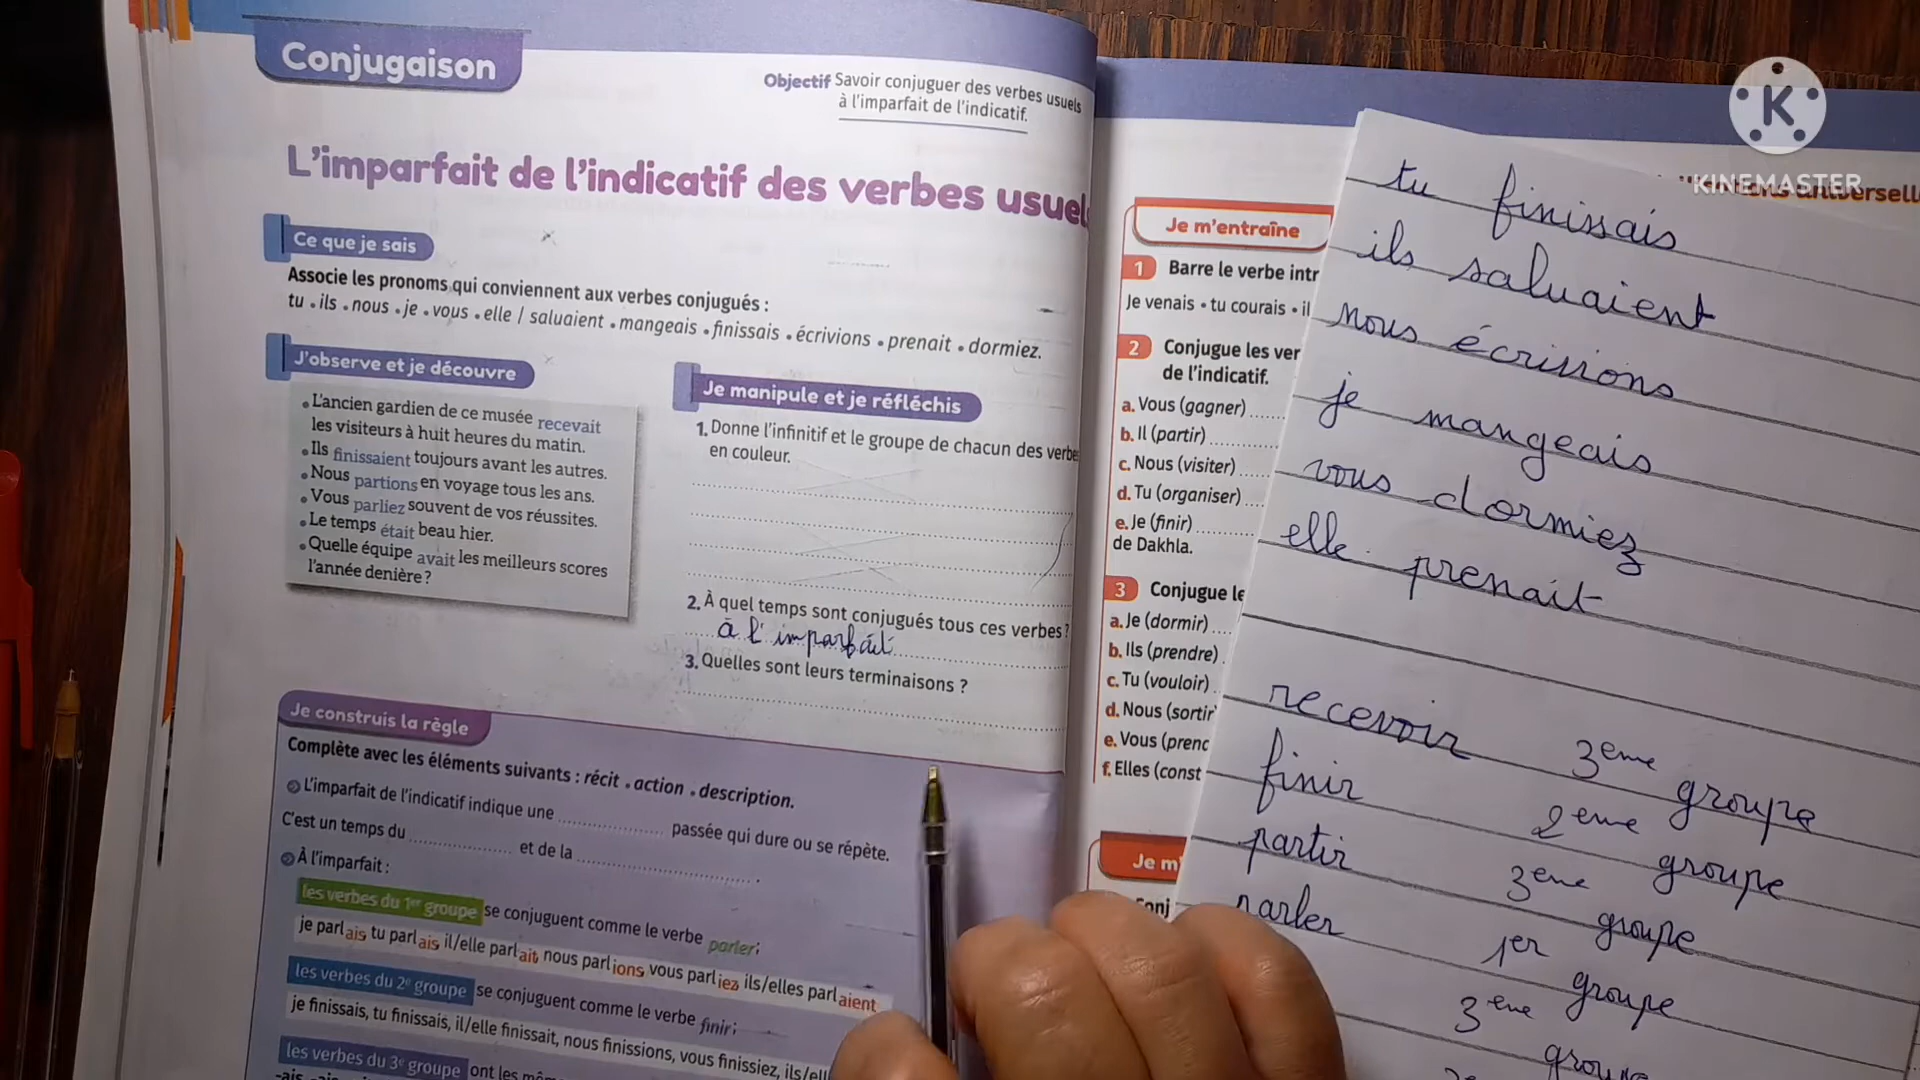 Conjugaison
Objectif Savoir conjuguer des verbes usuels
à l'imparfait de l'indicatif.
L'imparfait de l'indicatif des verbes usuel
Ce que je sais
Associe les pronoms qui conviennent aux verbes conjugués :
tu • ils • nous • je • vous • elle / saluaient • mangeais • finissais • écrivions • prenait • dormiez.
J'observe et je découvre
• L'ancien gardien de ce musée recevait
les visiteurs à huit heures du matin.
• Ils finissaient toujours avant les autres.
• Nous partions en voyage tous les ans.
• Vous parliez souvent de vos réussites.
• Le temps était beau hier.
• Quelle équipe avait les meilleurs scores
l'année denière ?
Je manipule et je réfléchis
1. Donne l'infinitif et le groupe de chacun des verbe
en couleur.
2. À quel temps sont conjugués tous ces verbes ?
à l'imparfait
3. Quelles sont leurs terminaisons ?
Je construis la règle
Complète avec les éléments suivants : récit • action • description.
L'imparfait de l'indicatif indique une .................... passée qui dure ou se répète.
C'est un temps du .................... et de la .................... .
À l'imparfait :
les verbes du 1er groupe se conjuguent comme le verbe parler;
je parlais tu parlais il/elle parlait nous parlions vous parliez ils/elles parlaient
les verbes du 2e groupe se conjuguent comme le verbe finir;
je finissais, tu finissais, il/elle finissait, nous finissions, vous finissiez, ils/ell
les verbes du 3e groupe ont les mêm
Je m'entraîne
1 Barre le verbe intr
Je venais • tu courais • il
2 Conjugue les ver
de l'indicatif.
a. Vous (gagner) ......
b. Il (partir) ..........
c. Nous (visiter) .....
d. Tu (organiser) ....
e. Je (finir) ..........
de Dakhla.
3 Conjugue le
a. Je (dormir) ....
b. Ils (prendre) .
c. Tu (vouloir) .
d. Nous (sortir)
e. Vous (prenc
f. Elles (const
Je m'
Conj
K
KINEMASTER
tu finissais
ils saluaient
nous écrivions
je mangeais
vous dormiez
elle prenait
recevoir 3eme groupe
finir 2eme groupe
partir 3eme groupe
parler 1er groupe
3eme groupe